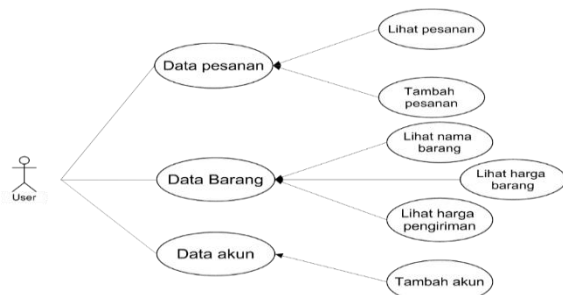 Lihat pesanan
Data pesanan
Tambah
pesanan
Lihat nama
barang
User
Data Barang
Lihat harga
barang
Lihat harga
pengiriman
Data akun
Tambah akun